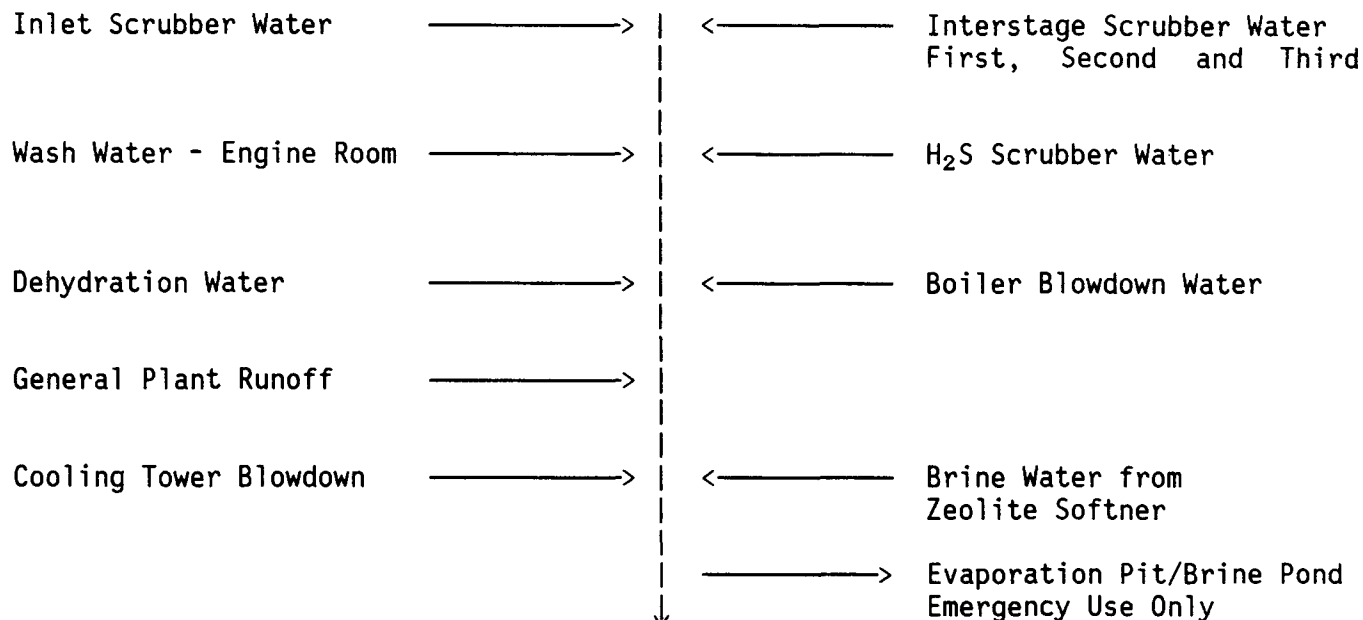 Inlet Scrubber Water
Interstage Scrubber Water
First, Second and Third
Wash Water - Engine Room
H₂S Scrubber Water
Dehydration Water
Boiler Blowdown Water
General Plant Runoff
Cooling Tower Blowdown
Brine Water from
Zeolite Softner
Evaporation Pit/Brine Pond
Emergency Use Only